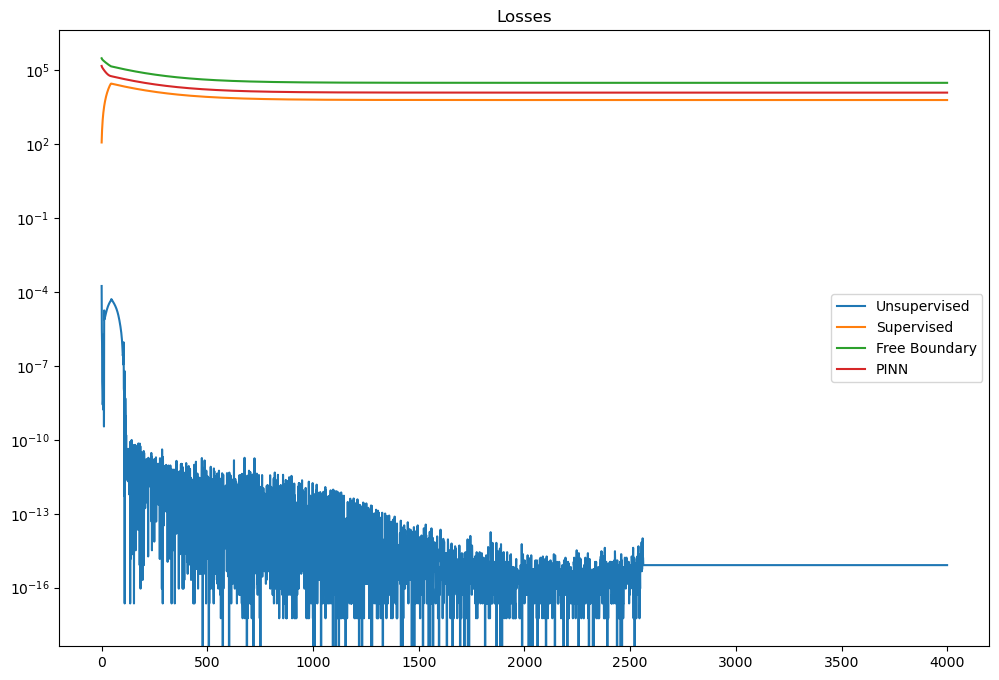 Losses
10^5
10^2
10^-1
10^-4
10^-7
10^-10
10^-13
10^-16
Unsupervised
Supervised
Free Boundary
PINN
0 500 1000 1500 2000 2500 3000 3500 4000